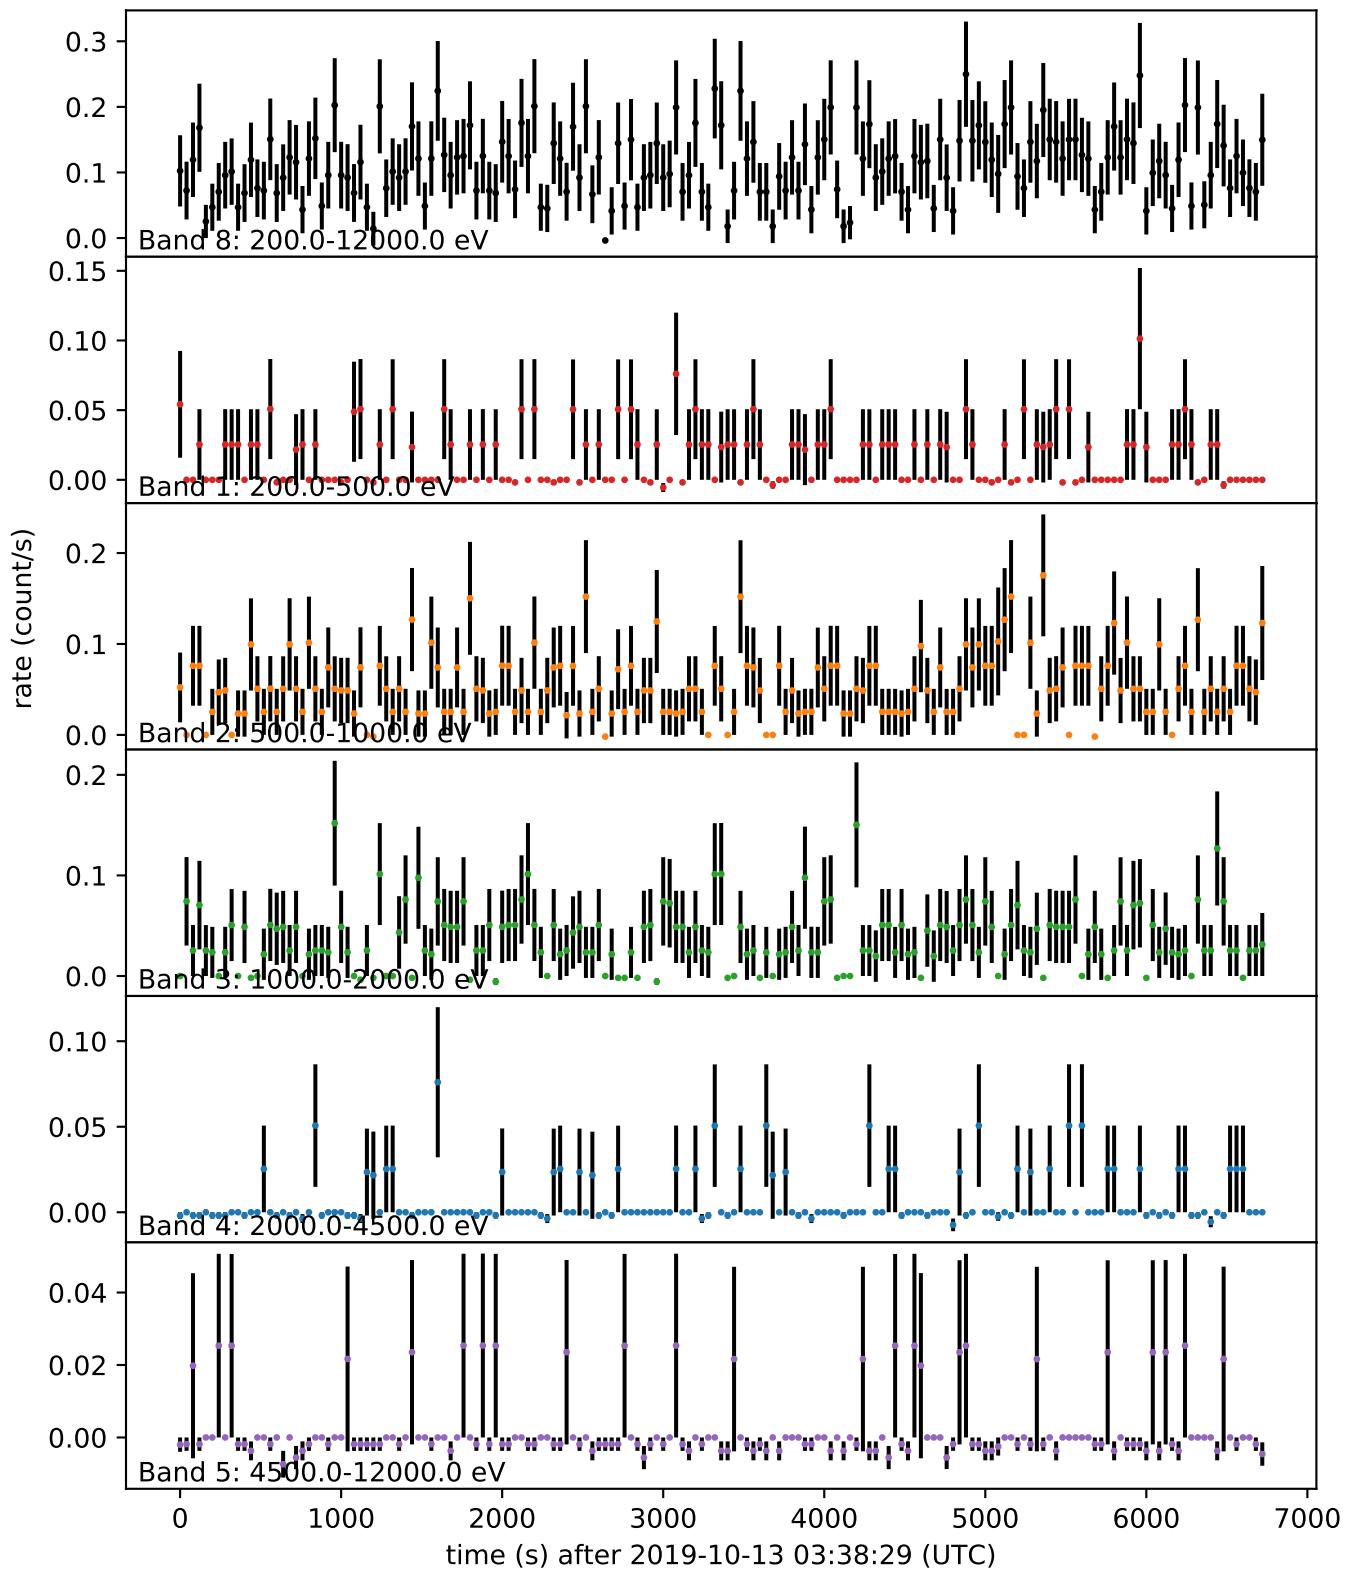 0.3
0.2
0.1
0.0
Band 8: 200.0-12000.0 eV
0.15
0.10
0.05
0.00
Band 1: 200.0-500.0 eV
0.2
0.1
0.0
Band 2: 500.0-1000.0 eV
rate (count/s)
0.2
0.1
0.0
Band 3: 1000.0-2000.0 eV
0.10
0.05
0.00
Band 4: 2000.0-4500.0 eV
0.04
0.02
0.00
Band 5: 4500.0-12000.0 eV
0 1000 2000 3000 4000 5000 6000 7000
time (s) after 2019-10-13 03:38:29 (UTC)